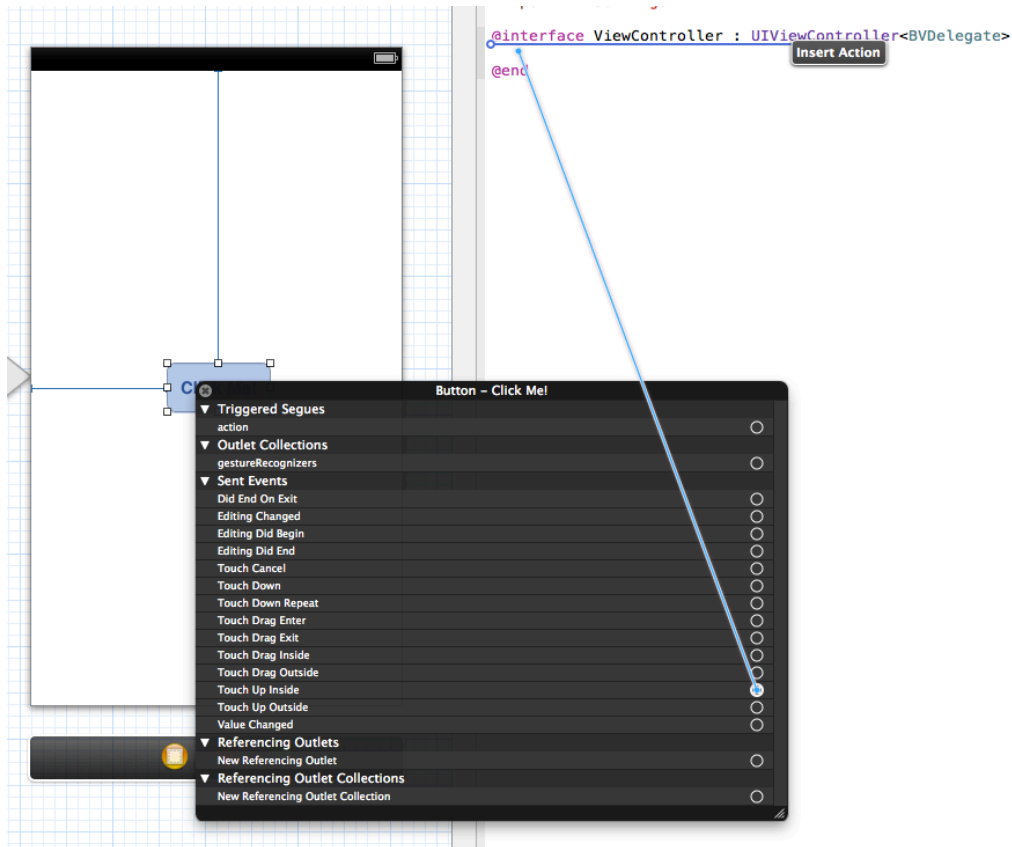 @interface ViewController : UIViewController<BVDelegate>
Insert Action
@end
Button – Click Me!
▼ Triggered Segues
action
▼ Outlet Collections
gestureRecognizers
▼ Sent Events
Did End On Exit
Editing Changed
Editing Did Begin
Editing Did End
Touch Cancel
Touch Down
Touch Down Repeat
Touch Drag Enter
Touch Drag Exit
Touch Drag Inside
Touch Drag Outside
Touch Up Inside
Touch Up Outside
Value Changed
▼ Referencing Outlets
New Referencing Outlet
▼ Referencing Outlet Collections
New Referencing Outlet Collection